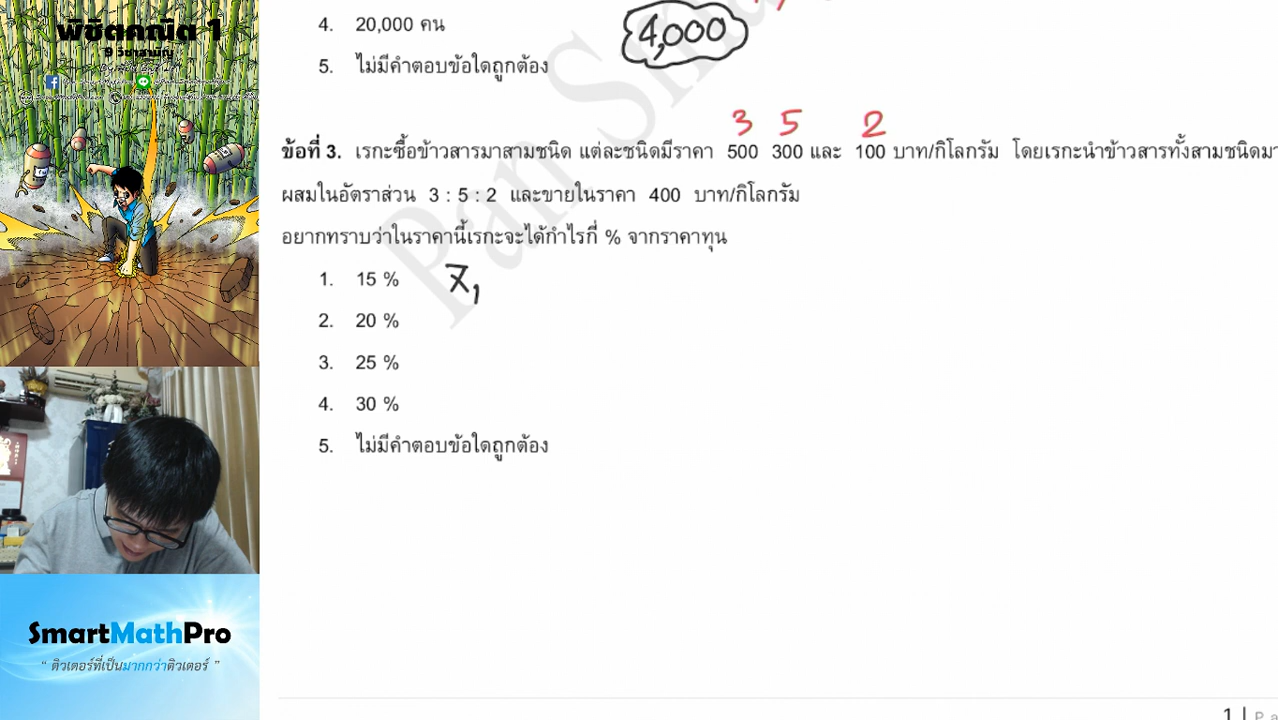 พิชิตคณิต 1
9 วิชาสามัญ
4. 20,000 คน
4,000
5. ไม่มีคำตอบข้อใดถูกต้อง
3 5 2
ข้อที่ 3. เรกะซื้อข้าวสารมาสามชนิด แต่ละชนิดมีราคา 500 300 และ 100 บาท/กิโลกรัม โดยเรกะนำข้าวสารทั้งสามชนิดมา
ผสมในอัตราส่วน 3 : 5 : 2 และขายในราคา 400 บาท/กิโลกรัม
อยากทราบว่าในราคานี้เรกะจะได้กำไรกี่ % จากราคาทุน
1. 15 %
2. 20 %
3. 25 %
4. 30 %
5. ไม่มีคำตอบข้อใดถูกต้อง
SmartMathPro
“ ติวเตอร์ที่เป็นมากกว่าติวเตอร์ ”
1 | P a